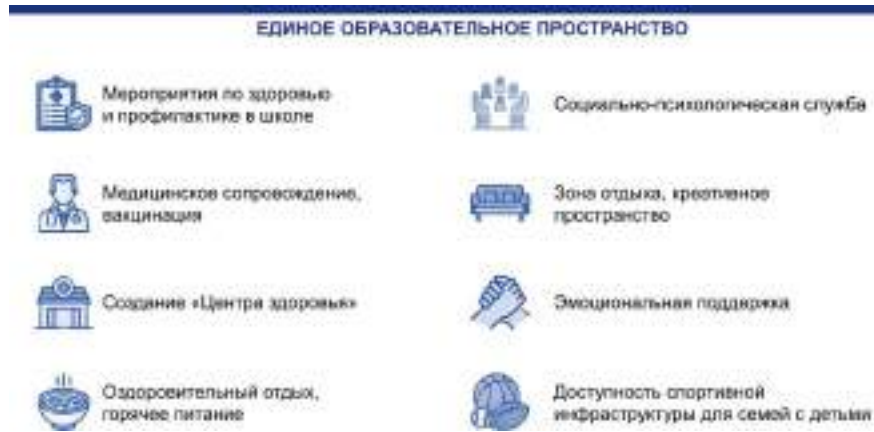 ЕДИНОЕ ОБРАЗОВАТЕЛЬНОЕ ПРОСТРАНСТВО
Мероприятия по здоровью
и профилактике в школе
Социально-психологическая служба
Медицинское сопровождение,
вакцинация
Зона отдыха, креативное
пространство
Создание «Центра здоровья»
Эмоциональная поддержка
Оздоровительный отдых,
горячее питание
Доступность спортивной
инфраструктуры для семей с детьми